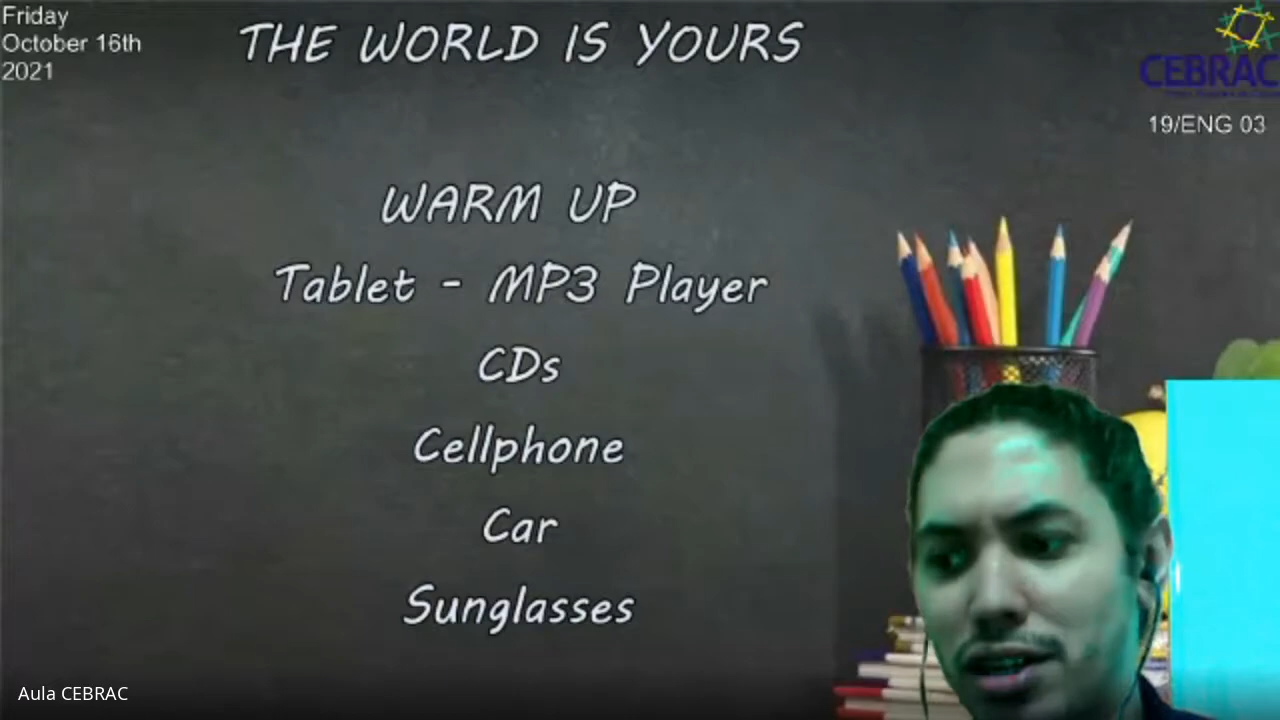 Friday
October 16th
2021
THE WORLD IS YOURS
CEBRAC
19/ENG 03
WARM UP
Tablet - MP3 Player
CDs
Cellphone
Car
Sunglasses
Aula CEBRAC